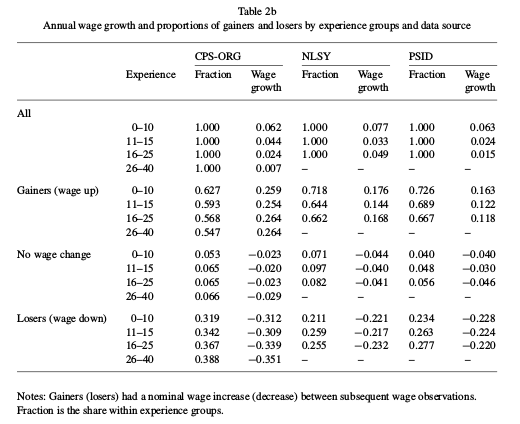 Table 2b
Annual wage growth and proportions of gainers and losers by experience groups and data source
CPS-ORG NLSY PSID
Experience Fraction Wage growth Fraction Wage growth Fraction Wage growth
All
0–10 1.000 0.062 1.000 0.077 1.000 0.063
11–15 1.000 0.044 1.000 0.033 1.000 0.024
16–25 1.000 0.024 1.000 0.049 1.000 0.015
26–40 1.000 0.007 – – – –
Gainers (wage up) 0–10 0.627 0.259 0.718 0.176 0.726 0.163
11–15 0.593 0.254 0.644 0.144 0.689 0.122
16–25 0.568 0.254 0.662 0.168 0.667 0.118
26–40 0.547 0.264 – – – –
No wage change 0–10 0.053 −0.023 0.071 −0.044 0.040 −0.040
11–15 0.065 −0.020 0.097 −0.040 0.048 −0.030
16–25 0.065 −0.023 0.082 −0.041 0.056 −0.046
26–40 0.066 −0.029 – – – –
Losers (wage down) 0–10 0.319 −0.312 0.211 −0.221 0.234 −0.228
11–15 0.342 −0.309 0.259 −0.217 0.263 −0.224
16–25 0.367 −0.339 0.255 −0.232 0.277 −0.220
26–40 0.388 −0.351 – – – –
Notes: Gainers (losers) had a nominal wage increase (decrease) between subsequent wage observations.
Fraction is the share within experience groups.